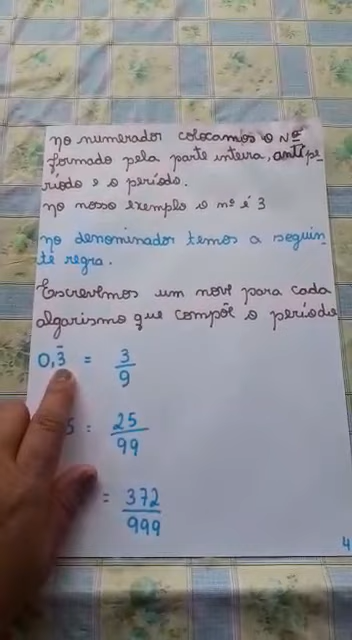 no numerador colocamos o Nº
formado pela parte inteira, antipe
ríodo e o período.
no nosso exemplo o nº é 3
no denominador temos a seguin
te regra.
Escrevemos um nove para cada
algarismo que compõe o período
0,3̄ = 3/9
5 = 25/99
= 372/999
4